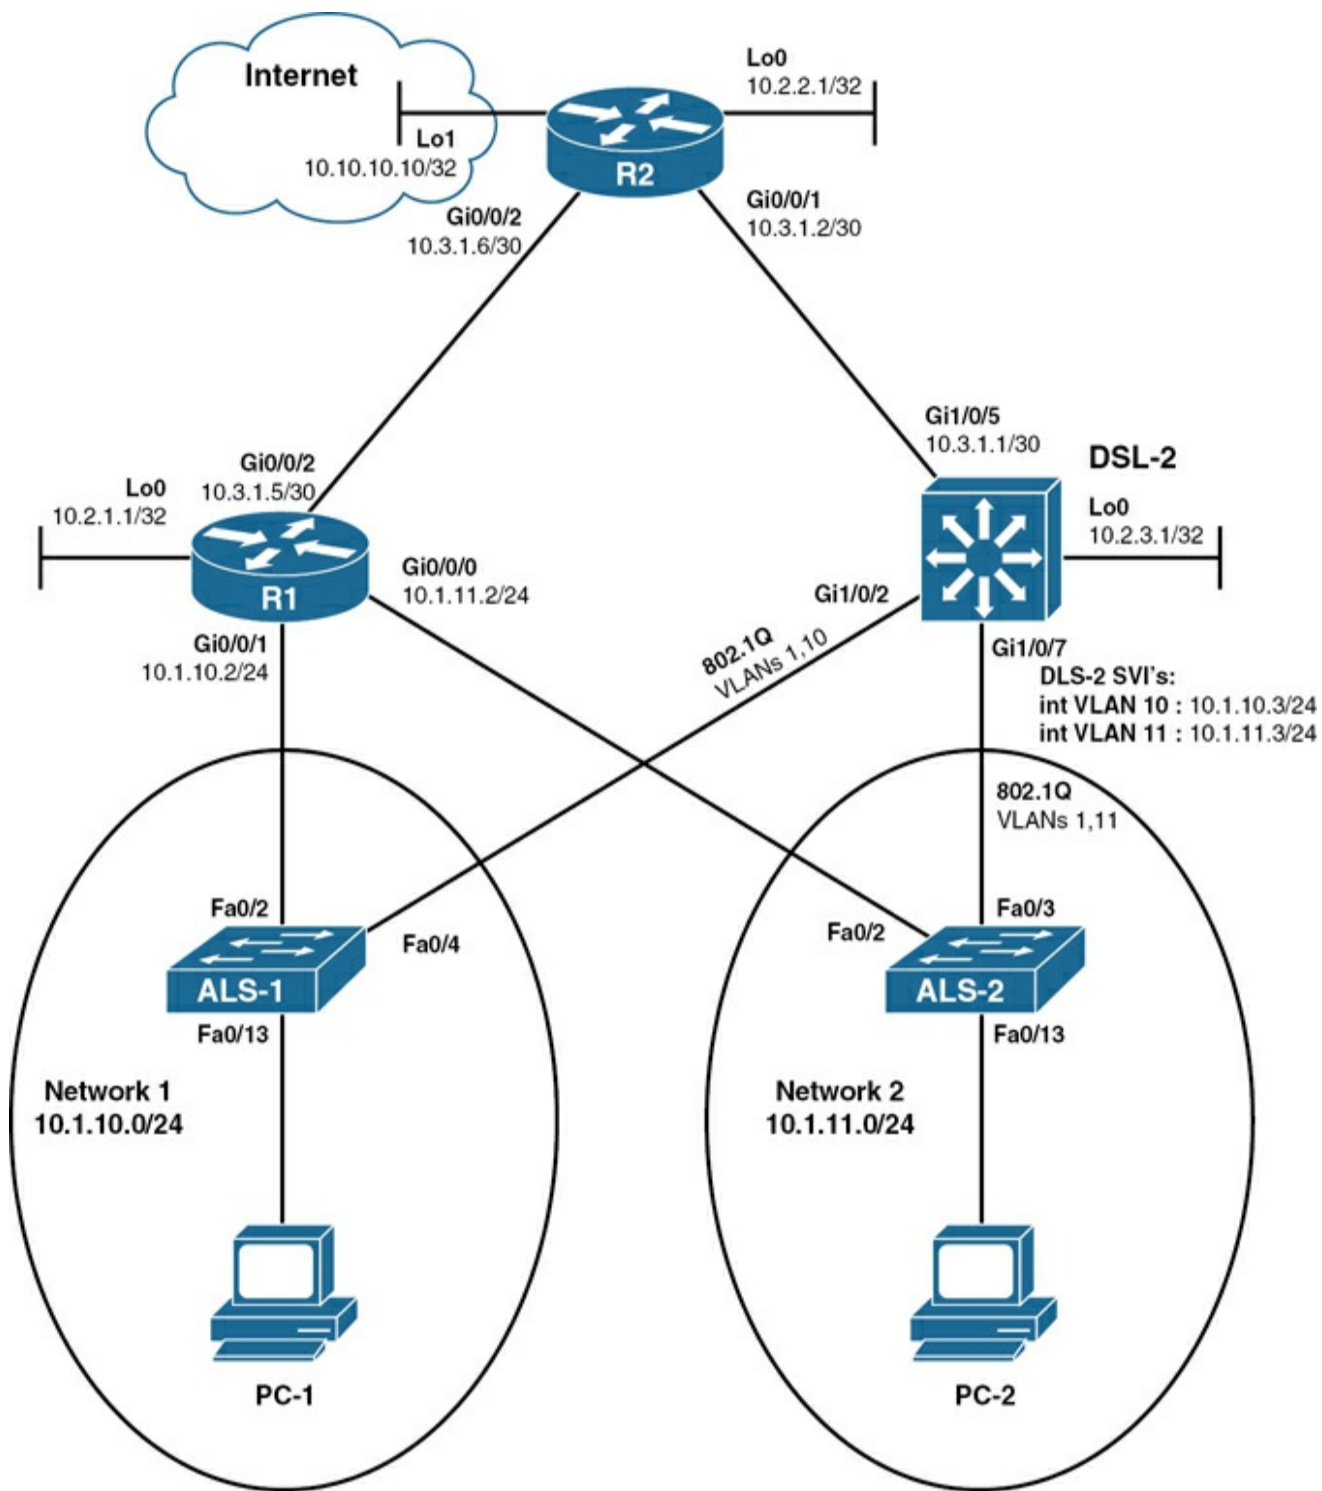 Internet
Lo0
10.2.2.1/32
Lo1
10.10.10.10/32
R2
Gi0/0/2
10.3.1.6/30
Gi0/0/1
10.3.1.2/30
Gi1/0/5
10.3.1.1/30
DSL-2
Lo0
10.2.3.1/32
Gi0/0/2
10.3.1.5/30
Lo0
10.2.1.1/32
R1
Gi0/0/0
10.1.11.2/24
Gi0/0/1
10.1.10.2/24
Gi1/0/2
802.1Q
VLANs 1,10
Gi1/0/7
DLS-2 SVI's:
int VLAN 10 : 10.1.10.3/24
int VLAN 11 : 10.1.11.3/24
802.1Q
VLANs 1,11
Fa0/2
Fa0/4
ALS-1
Fa0/13
Fa0/2
Fa0/3
ALS-2
Fa0/13
Network 1
10.1.10.0/24
Network 2
10.1.11.0/24
PC-1
PC-2